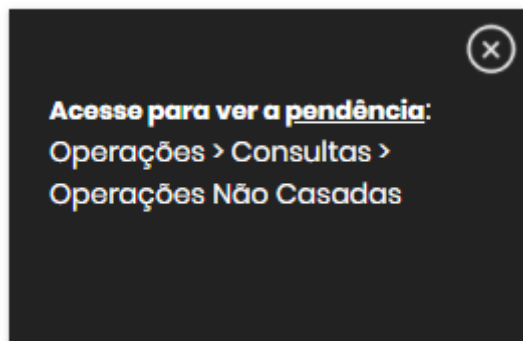 Acesse para ver a pendência:
Operações > Consultas >
Operações Não Casadas